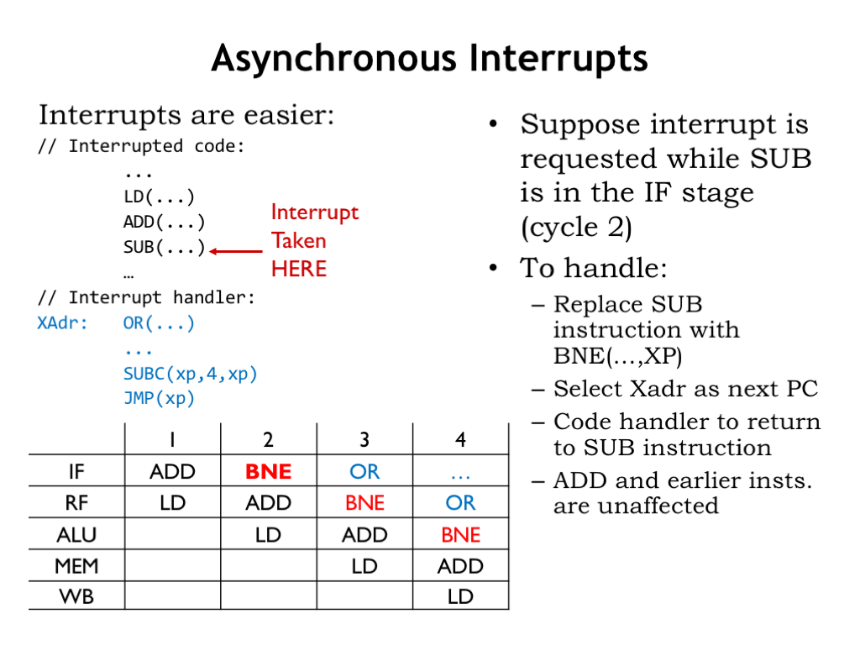 Asynchronous Interrupts
Interrupts are easier:
// Interrupted code:
...
LD(...)
ADD(...)
SUB(...)
…
Interrupt
Taken
HERE
// Interrupt handler:
XAdr: OR(...)
...
SUBC(xp,4,xp)
JMP(xp)
1 2 3 4
IF ADD BNE OR …
RF LD ADD BNE OR
ALU LD ADD BNE
MEM LD ADD
WB LD
• Suppose interrupt is
requested while SUB
is in the IF stage
(cycle 2)
• To handle:
– Replace SUB
instruction with
BNE(…,XP)
– Select Xadr as next PC
– Code handler to return
to SUB instruction
– ADD and earlier insts.
are unaffected